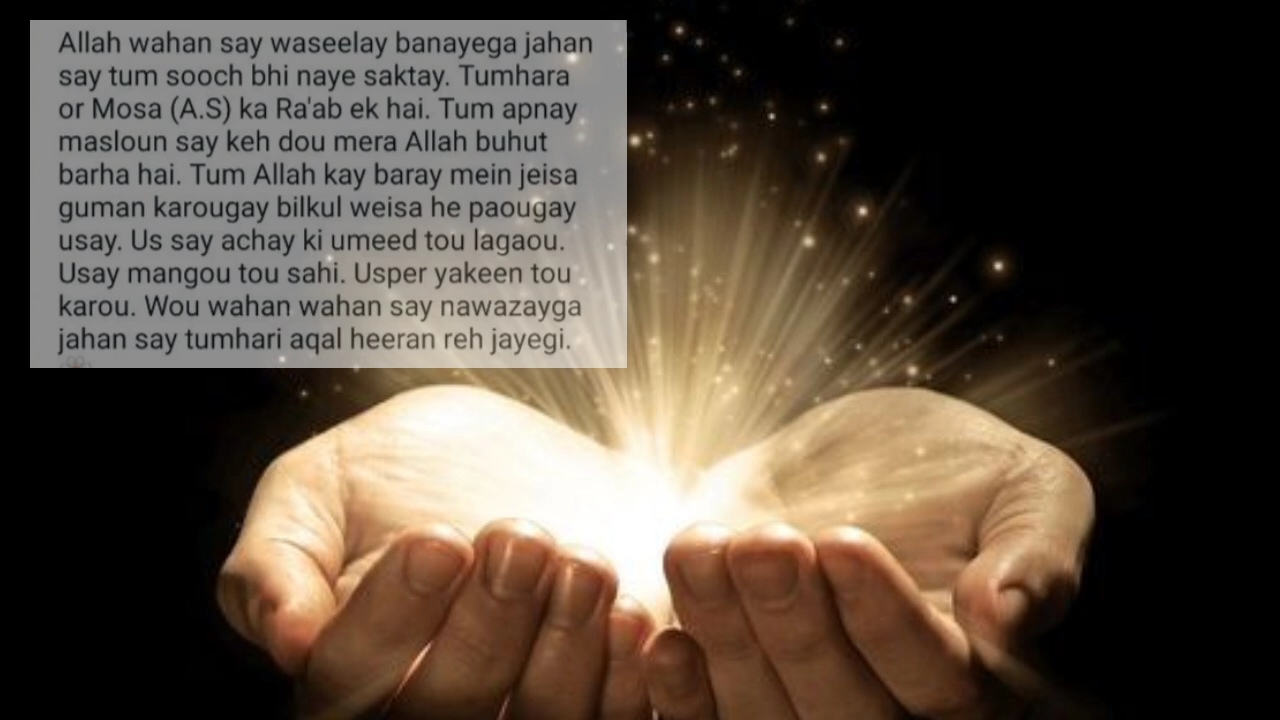 Allah wahan say waseelay banayega jahan
say tum sooch bhi naye saktay. Tumhara
or Mosa (A.S) ka Ra'ab ek hai. Tum apnay
masloun say keh dou mera Allah buhut
barha hai. Tum Allah kay baray mein jeisa
guman karougay bilkul weisa he paougay
usay. Us say achay ki umeed tou lagaou.
Usay mangou tou sahi. Usper yakeen tou
karou. Wou wahan wahan say nawazayga
jahan say tumhari aqal heeran reh jayegi.